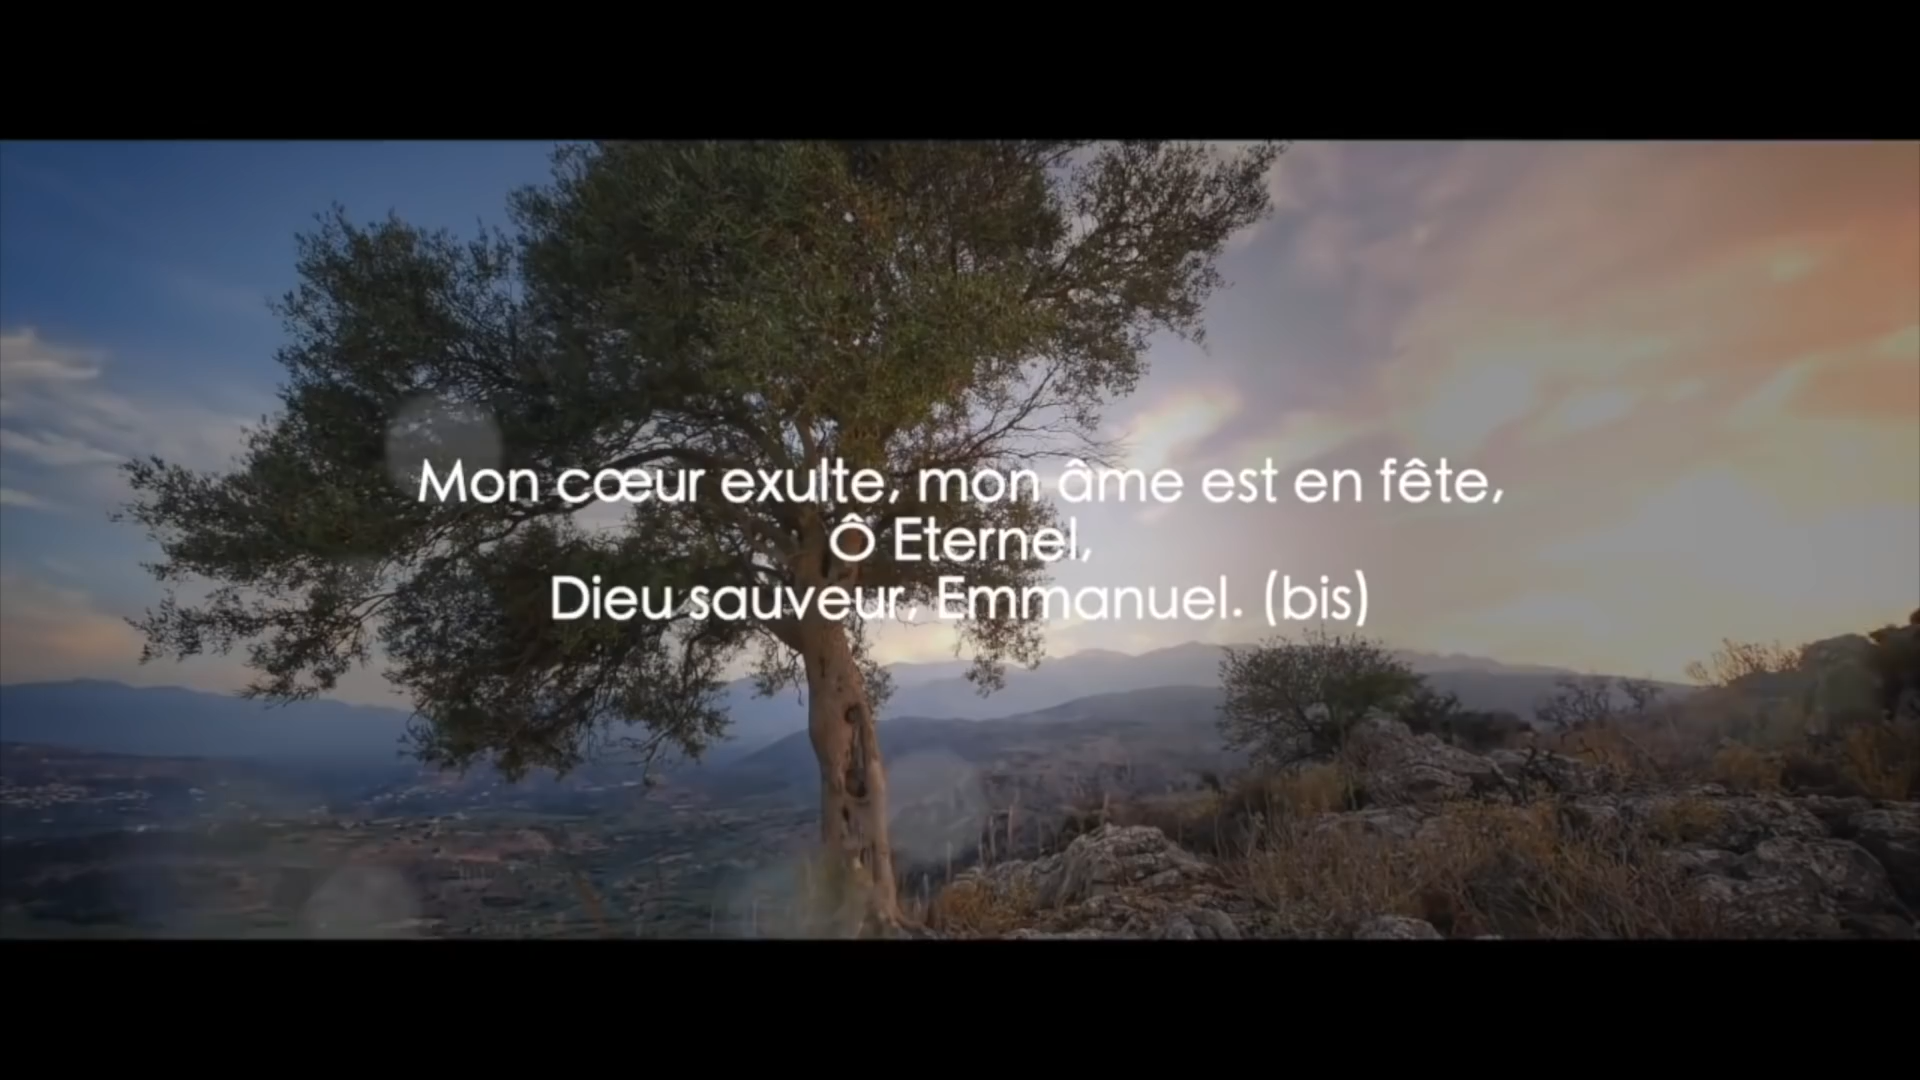 Mon cœur exulte, mon âme est en fête,
Ô Eternel,
Dieu sauveur, Emmanuel. (bis)